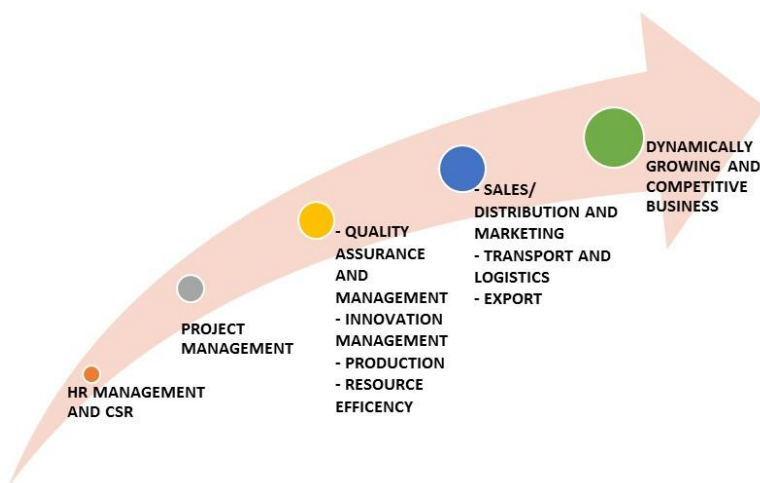 HR MANAGEMENT
AND CSR
PROJECT
MANAGEMENT
- QUALITY
ASSURANCE
AND
MANAGEMENT
- INNOVATION
MANAGEMENT
- PRODUCTION
- RESOURCE
EFFICENCY
- SALES/
DISTRIBUTION AND
MARKETING
- TRANSPORT AND
LOGISTICS
- EXPORT
DYNAMICALLY
GROWING AND
COMPETITIVE
BUSINESS